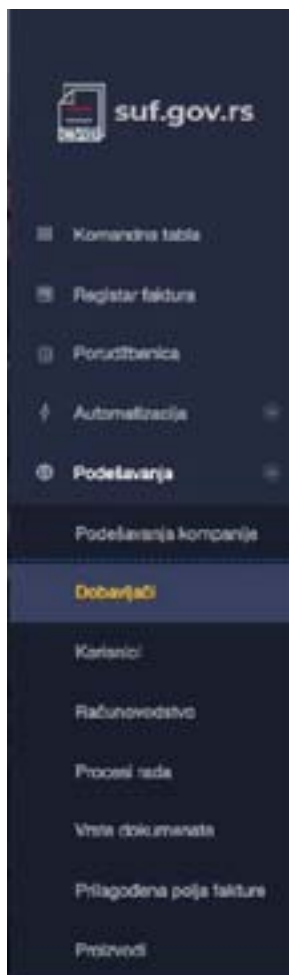 suf.gov.rs
Komandna tabla
Registar faktura
Porudžbenica
Automatizacija
Podešavanja
Podešavanja kompanije
Dobavljači
Korisnici
Računovodstvo
Procesi rada
Vrste dokumenata
Prilagođena polja fakture
Proizvodi